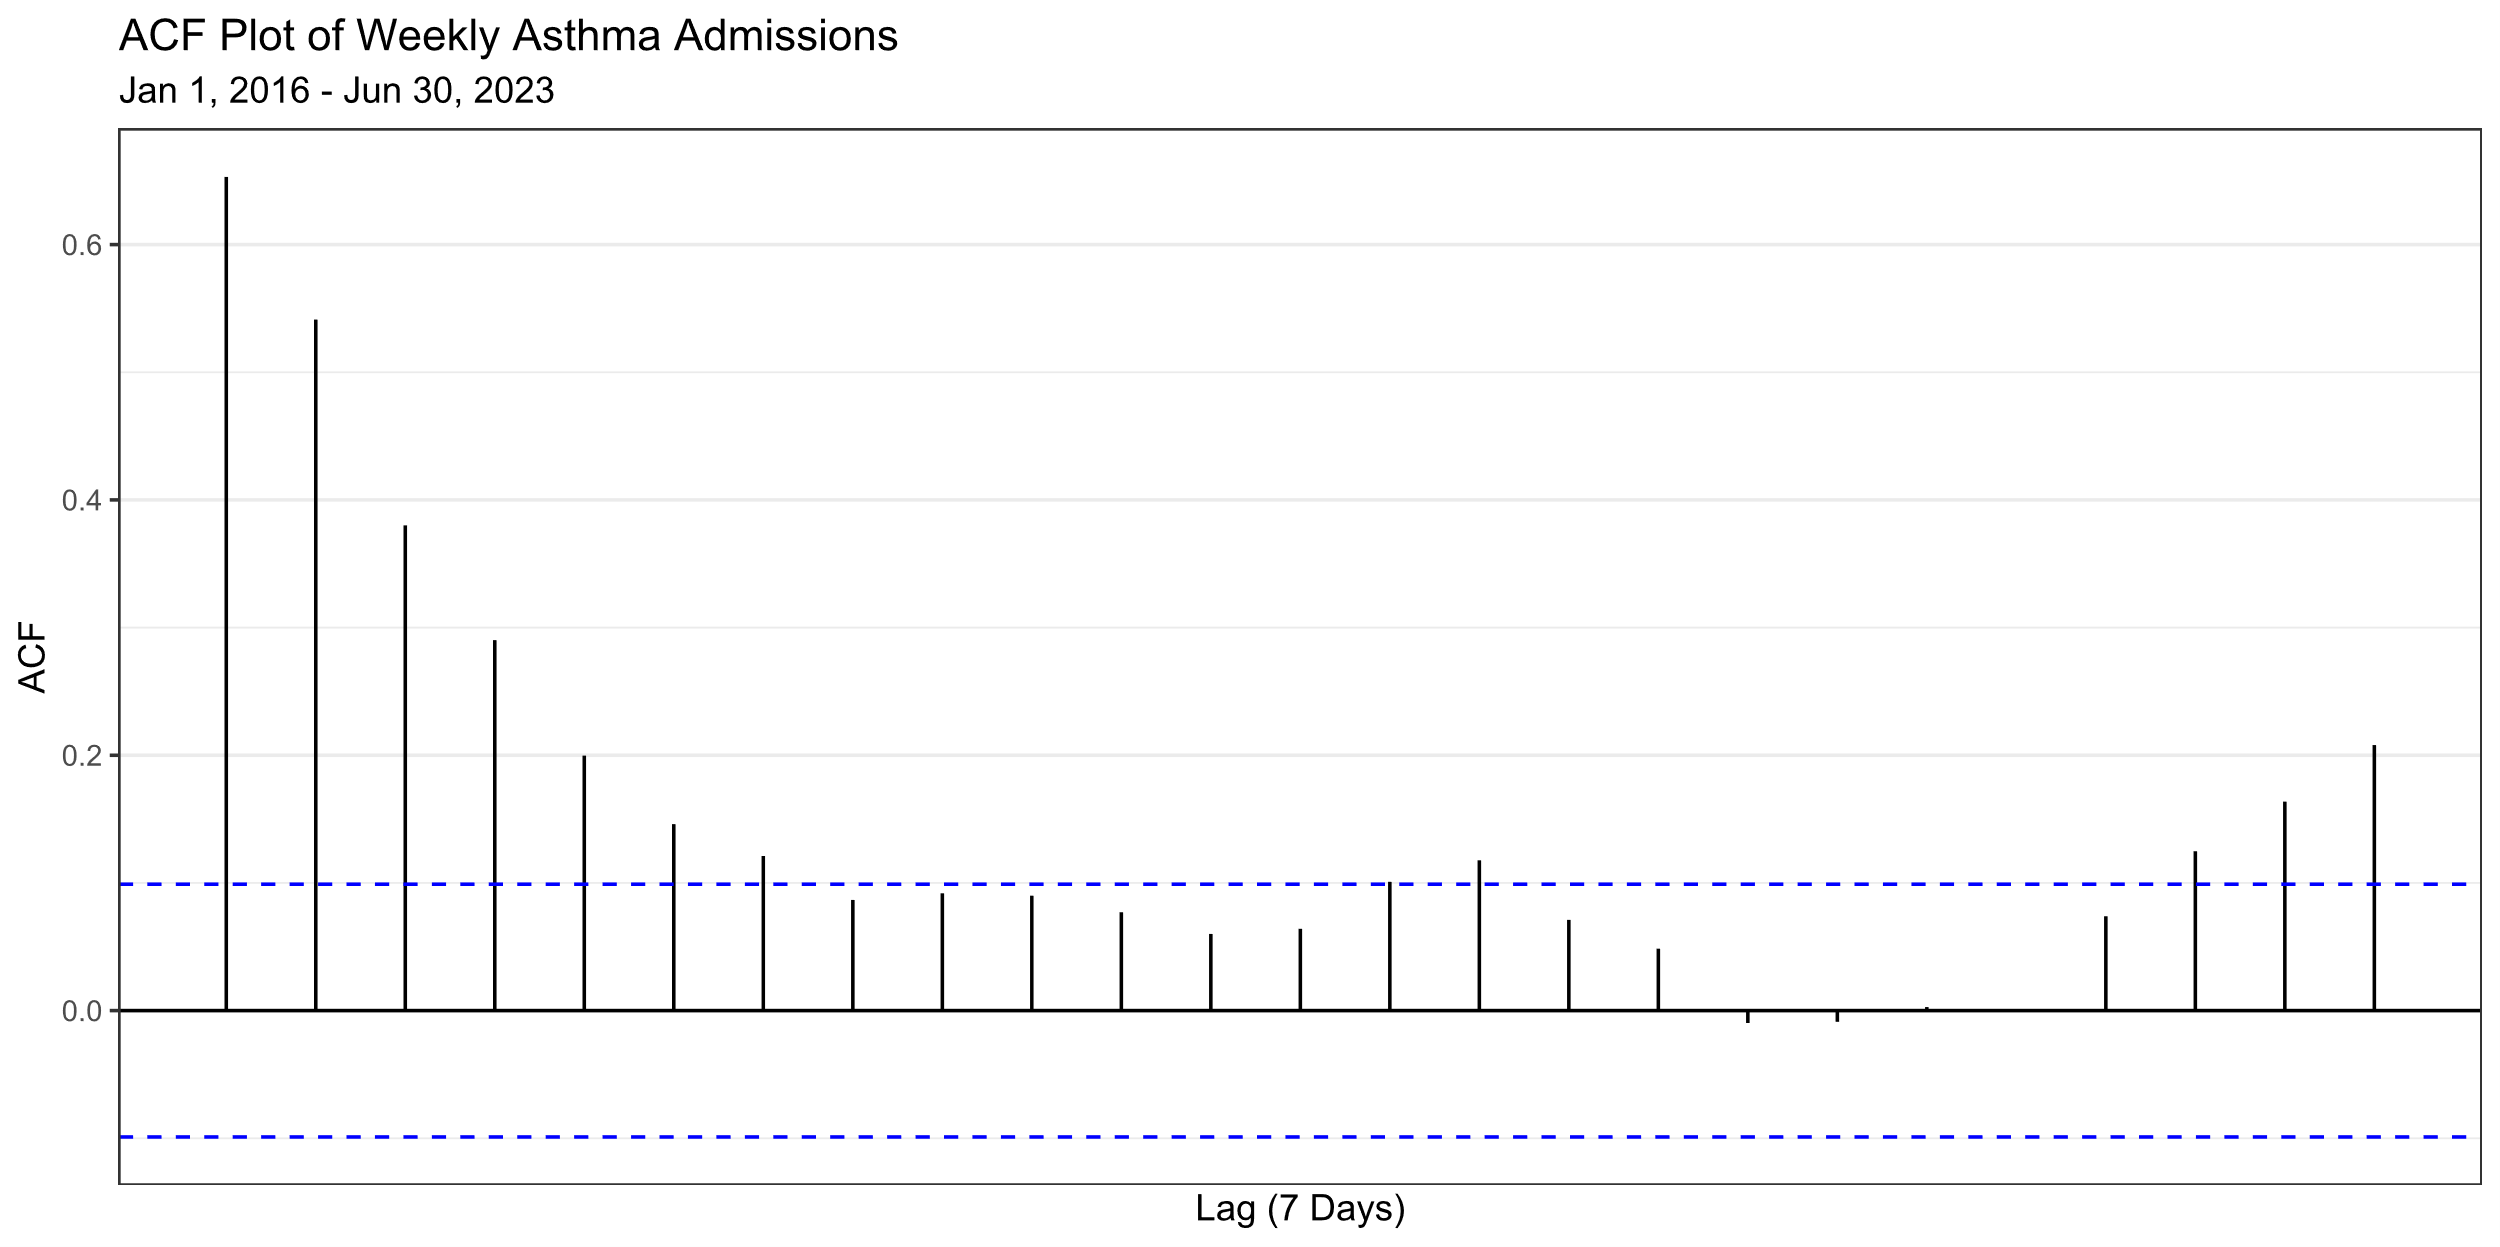 ACF Plot of Weekly Asthma Admissions
Jan 1, 2016 - Jun 30, 2023
0.6
0.4
0.2
0.0
ACF
Lag (7 Days)